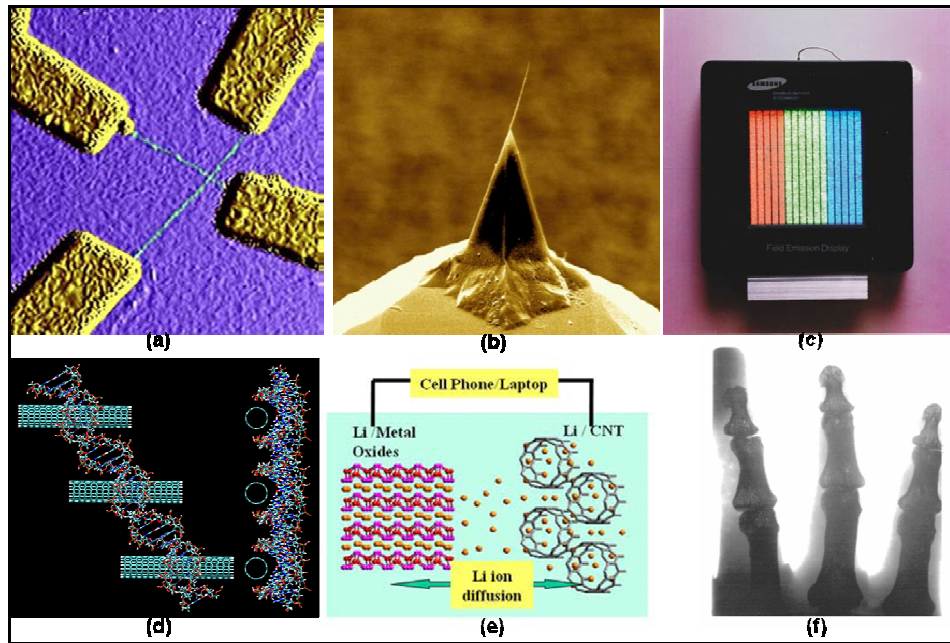 SAMSUNG
Field Emission Display
(a)
(b)
(c)
Cell Phone/Laptop
Li /Metal
Oxides
Li / CNT
Li ion
diffusion
(d)
(e)
(f)